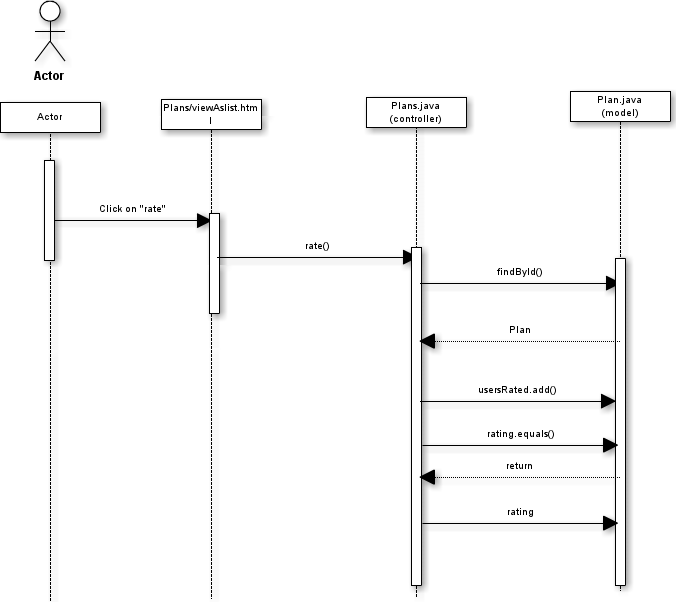 Actor
Actor
Plans/viewAslist.htm
l
Plans.java
(controller)
Plan.java
(model)
Click on "rate"
rate()
findById()
Plan
usersRated.add()
rating.equals()
return
rating